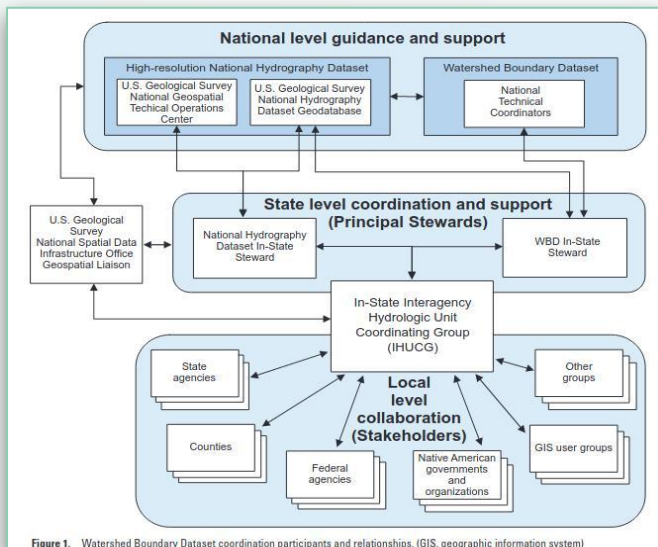 National level guidance and support
High-resolution National Hydrography Dataset
U.S. Geological Survey
National Geospatial
Techical Operations
Center
U.S. Geological Survey
National Hydrography
Dataset Geodatabase
Watershed Boundary Dataset
National
Technical
Coordinators
U.S. Geological
Survey
National Spatial Data
Infrastructure Office
Geospatial Liaison
State level coordination and support
(Principal Stewards)
National Hydrography
Dataset In-State
Steward
WBD In-State
Steward
In-State Interagency
Hydrologic Unit
Coordinating Group
(IHUCG)
State
agencies
Other
groups
Local
level
collaboration
(Stakeholders)
Counties
Federal
agencies
Native American
governments
and
organizations
GIS user groups
Figure 1. Watershed Boundary Dataset coordination participants and relationships. (GIS, geographic information system)